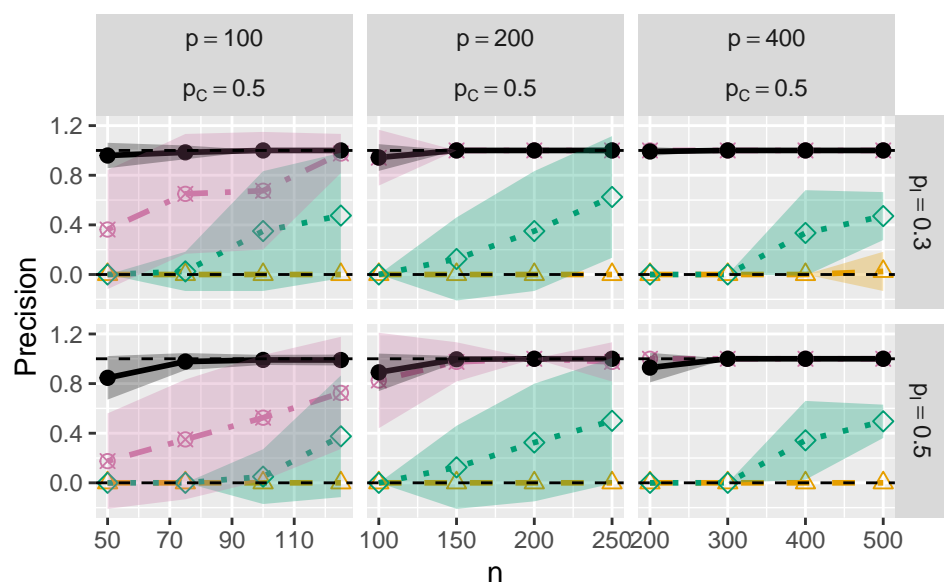 p = 100
p = 200
p = 400
p_C = 0.5
p_C = 0.5
p_C = 0.5
1.2
0.8
0.4
0.0
p_I = 0.3
Precision
1.2
0.8
0.4
0.0
p_I = 0.5
50 70 90 110
100 150 200 250
200 300 400 500
n